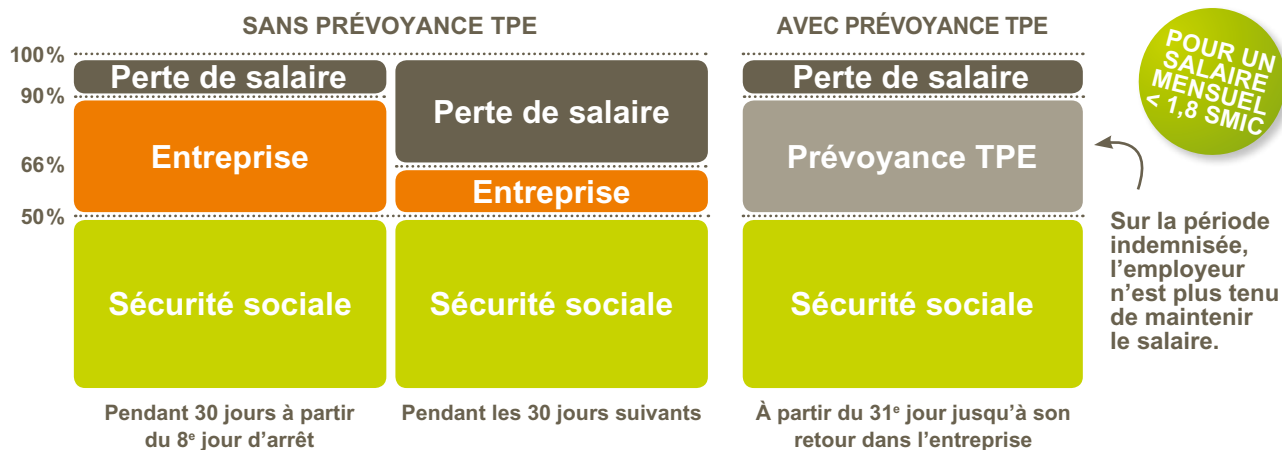 SANS PRÉVOYANCE TPE
AVEC PRÉVOYANCE TPE
POUR UN
SALAIRE
MENSUEL
< 1,8 SMIC
100 %
90 %
66 %
50 %
Perte de salaire
Entreprise
Sécurité sociale
Pendant 30 jours à partir
du 8e jour d’arrêt
Perte de salaire
Entreprise
Sécurité sociale
Pendant les 30 jours suivants
Perte de salaire
Prévoyance TPE
Sécurité sociale
À partir du 31e jour jusqu’à son
retour dans l’entreprise
Sur la période
indemnisée,
l’employeur
n’est plus tenu
de maintenir
le salaire.